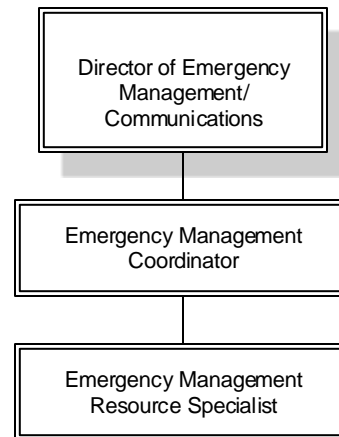 Director of Emergency
Management/
Communications
Emergency Management
Coordinator
Emergency Management
Resource Specialist